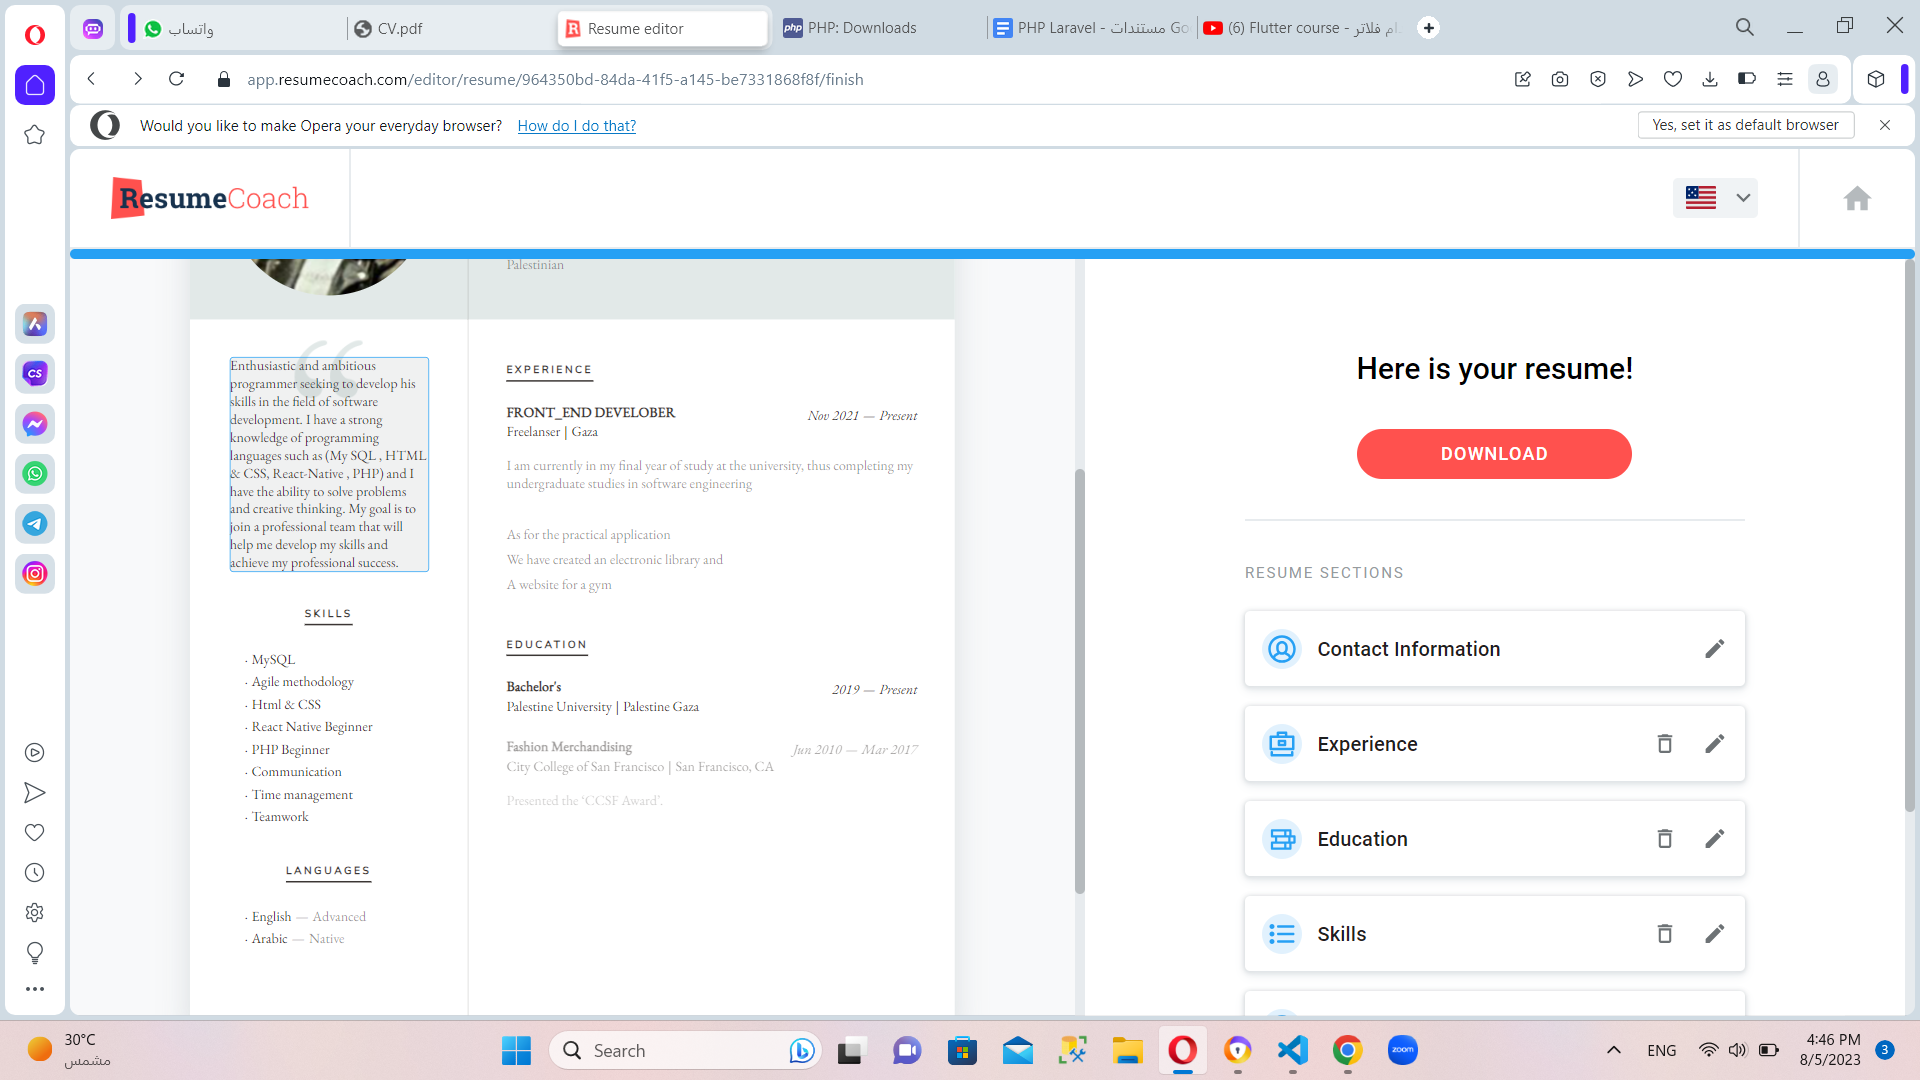 واتساب
CV.pdf
Resume editor
PHP: Downloads
PHP Laravel - مستندات Go
(6) Flutter course - ام فلاتر
app.resumecoach.com/editor/resume/964350bd-84da-41f5-a145-be7331868f8f/finish
Would you like to make Opera your everyday browser? How do I do that?
Yes, set it as default browser
ResumeCoach
Palestinian
Enthusiastic and ambitious
programmer seeking to develop his
skills in the field of software
development. I have a strong
knowledge of programming
languages such as (My SQL , HTML
& CSS, React-Native , PHP) and I
have the ability to solve problems
and creative thinking. My goal is to
join a professional team that will
help me develop my skills and
achieve my professional success.
SKILLS
· MySQL
· Agile methodology
· Html & CSS
· React Native Beginner
· PHP Beginner
· Communication
· Time management
· Teamwork
LANGUAGES
· English — Advanced
· Arabic — Native
EXPERIENCE
FRONT_END DEVELOBER
Nov 2021 — Present
Freelanser | Gaza
I am currently in my final year of study at the university, thus completing my
undergraduate studies in software engineering
As for the practical application
We have created an electronic library and
A website for a gym
EDUCATION
Bachelor's
2019 — Present
Palestine University | Palestine Gaza
Fashion Merchandising
Jun 2010 — Mar 2017
City College of San Francisco | San Francisco, CA
Presented the ‘CCSF Award’.
Here is your resume!
DOWNLOAD
RESUME SECTIONS
Contact Information
Experience
Education
Skills
30°C
مشمس
Search
zoom
ENG
4:46 PM
8/5/2023
3